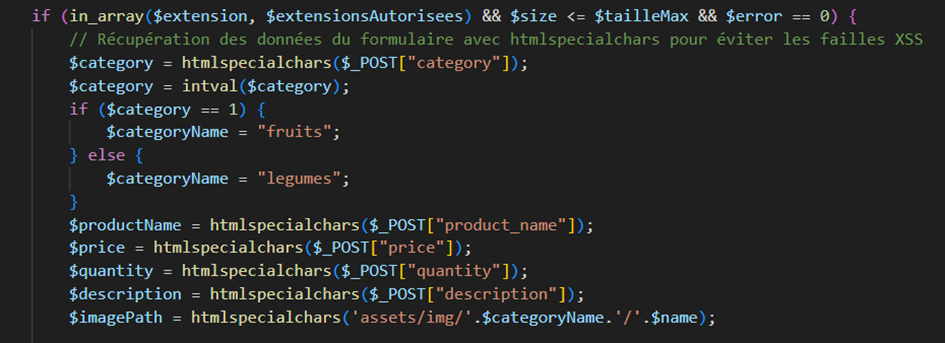 if (in_array($extension, $extensionsAutorisees) && $size <= $tailleMax && $error == 0) {
// Récupération des données du formulaire avec htmlspecialchars pour éviter les failles XSS
$category = htmlspecialchars($_POST["category"]);
$category = intval($category);
if ($category == 1) {
$categoryName = "fruits";
} else {
$categoryName = "legumes";
}
$productName = htmlspecialchars($_POST["product_name"]);
$price = htmlspecialchars($_POST["price"]);
$quantity = htmlspecialchars($_POST["quantity"]);
$description = htmlspecialchars($_POST["description"]);
$imagePath = htmlspecialchars('assets/img/'.$categoryName.'/'.$name);